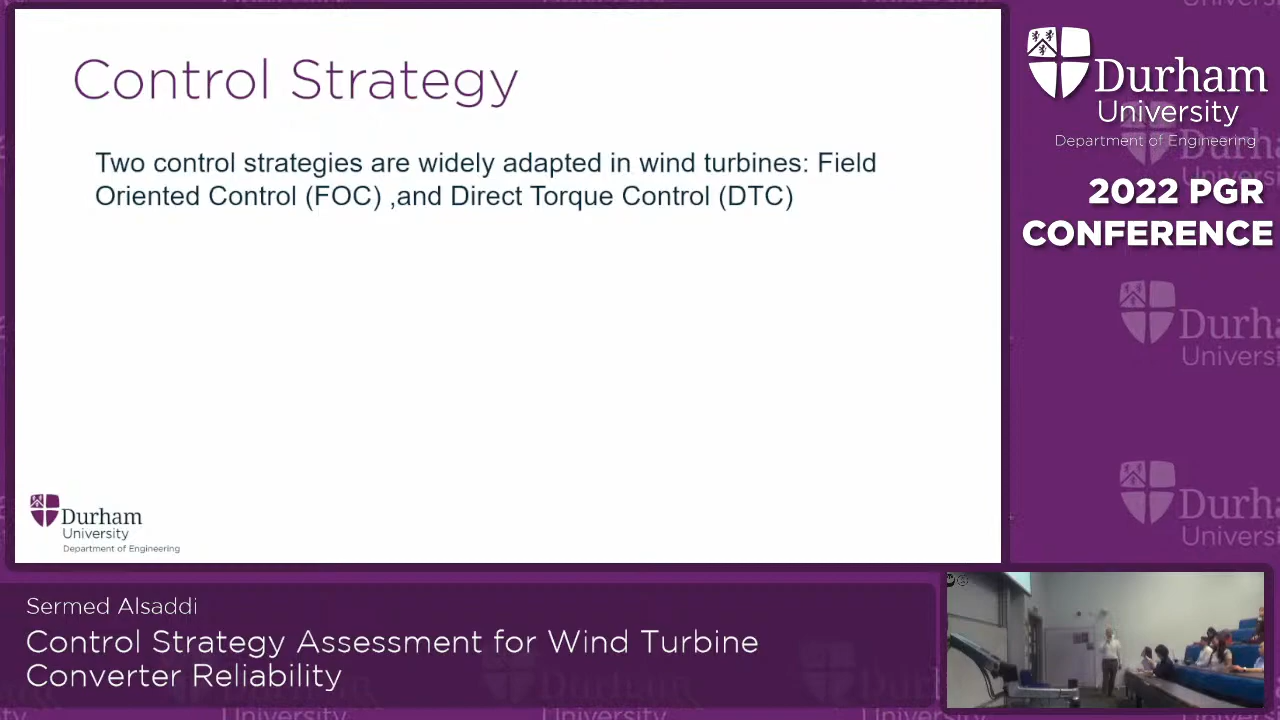 Control Strategy
Two control strategies are widely adapted in wind turbines: Field
Oriented Control (FOC) ,and Direct Torque Control (DTC)
Durham
University
Department of Engineering
Durham
University
Department of Engineering
2022 PGR
CONFERENCE
Sermed Alsaddi
Control Strategy Assessment for Wind Turbine
Converter Reliability